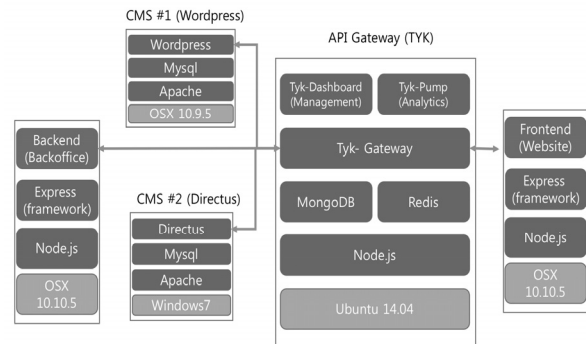 CMS #1 (Wordpress)
Wordpress
Mysql
Apache
OSX 10.9.5
Backend
(Backoffice)
Express
(framework)
Node.js
OSX
10.10.5
CMS #2 (Directus)
Directus
Mysql
Apache
Windows7
API Gateway (TYK)
Tyk-Dashboard
(Management)
Tyk-Pump
(Analytics)
Tyk- Gateway
MongoDB
Redis
Node.js
Ubuntu 14.04
Frontend
(Website)
Express
(framework)
Node.js
OSX
10.10.5